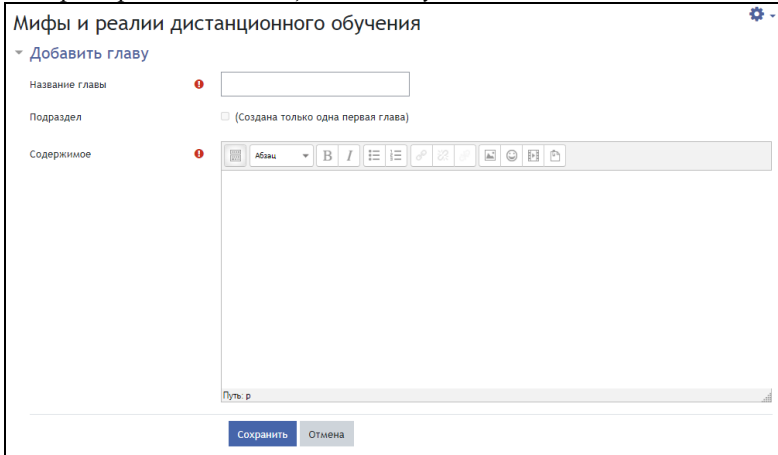 Мифы и реалии дистанционного обучения
Добавить главу
Название главы
Подраздел
(Создана только одна первая глава)
Содержимое
Абзац
B I
Путь: p
Сохранить Отмена